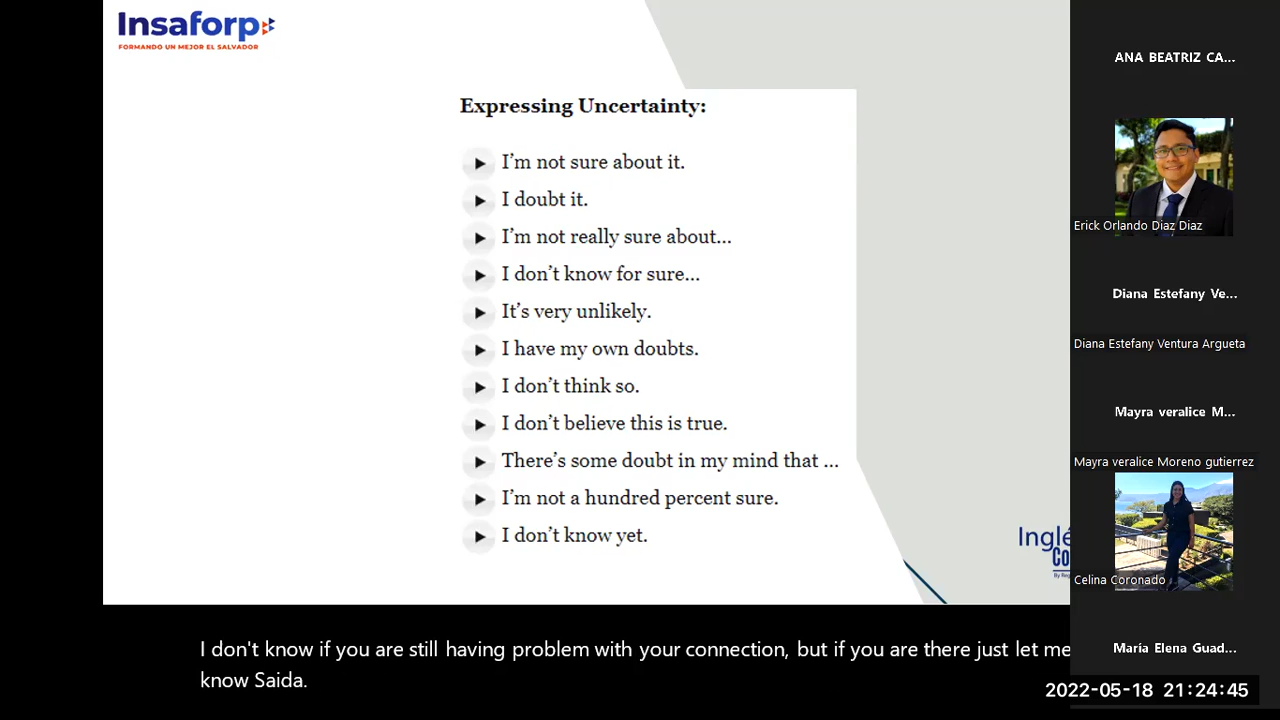 Insaforp
FORMANDO UN MEJOR EL SALVADOR
Expressing Uncertainty:
I'm not sure about it.
I doubt it.
I'm not really sure about...
I don't know for sure...
It's very unlikely.
I have my own doubts.
I don't think so.
I don't believe this is true.
There's some doubt in my mind that ...
I'm not a hundred percent sure.
I don't know yet.
I don't know if you are still having problem with your connection, but if you are there just let me
know Saida.
ANA BEATRIZ CA...
Erick Orlando Diaz Diaz
Diana Estefany Ve...
Diana Estefany Ventura Argueta
Mayra veralice M...
Mayra veralice Moreno gutierrez
Celina Coronado
María Elena Guad...
2022-05-18 21:24:45